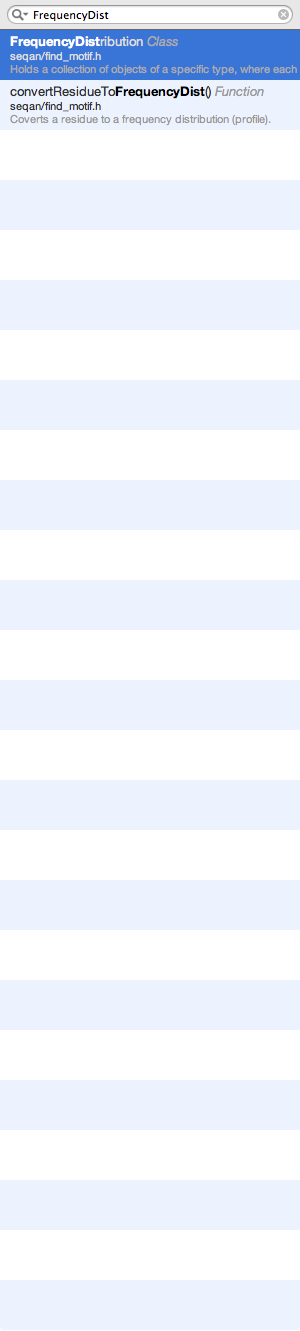 FrequencyDist
FrequencyDistribution Class
seqan/find_motif.h
Holds a collection of objects of a specific type, where each
convertResidueToFrequencyDist() Function
seqan/find_motif.h
Coverts a residue to a frequency distribution (profile).